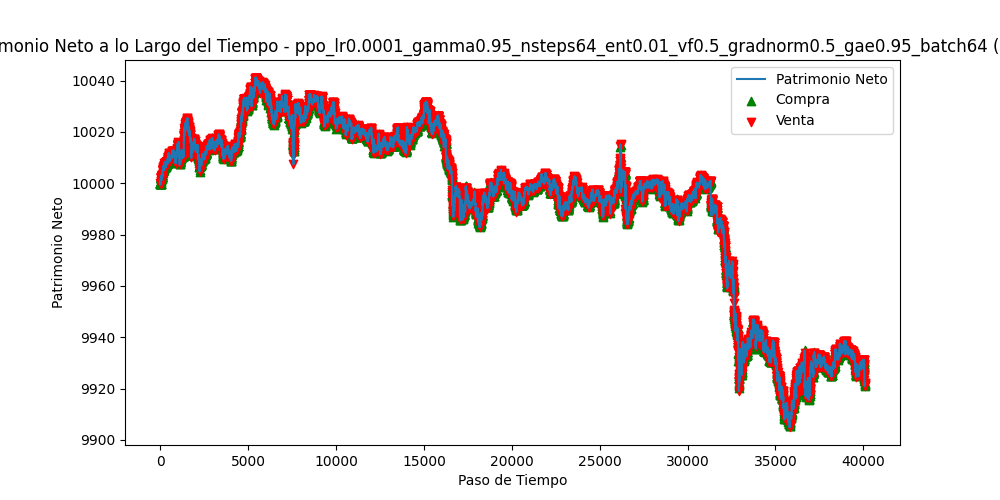 monio Neto a lo Largo del Tiempo - ppo_lr0.0001_gamma0.95_nsteps64_ent0.01_vf0.5_gradnorm0.5_gae0.95_batch64 (
Patrimonio Neto
Compra
Venta
10040
10020
10000
9980
9960
9940
9920
9900
Patrimonio Neto
0 5000 10000 15000 20000 25000 30000 35000 40000
Paso de Tiempo